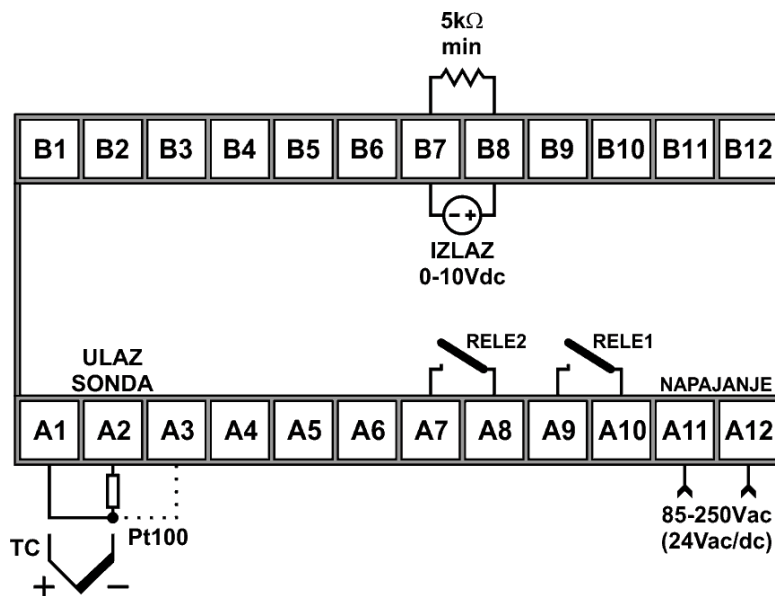 5kΩ
min
B1 B2 B3 B4 B5 B6 B7 B8 B9 B10 B11 B12
- +
IZLAZ
0-10Vdc
RELE2 RELE1
ULAZ
SONDA
NAPAJANJE
A1 A2 A3 A4 A5 A6 A7 A8 A9 A10 A11 A12
85-250Vac
(24Vac/dc)
Pt100
TC
+ -